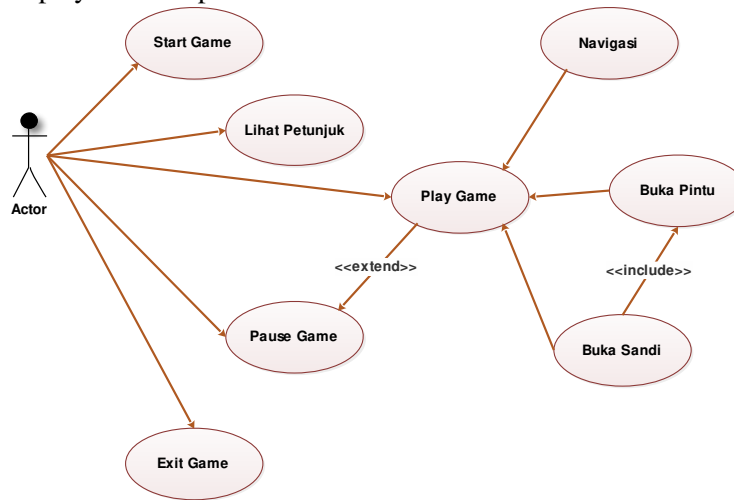 Start Game
Navigasi
Lihat Petunjuk
Actor
Play Game
Buka Pintu
<<extend>>
<<include>>
Pause Game
Buka Sandi
Exit Game